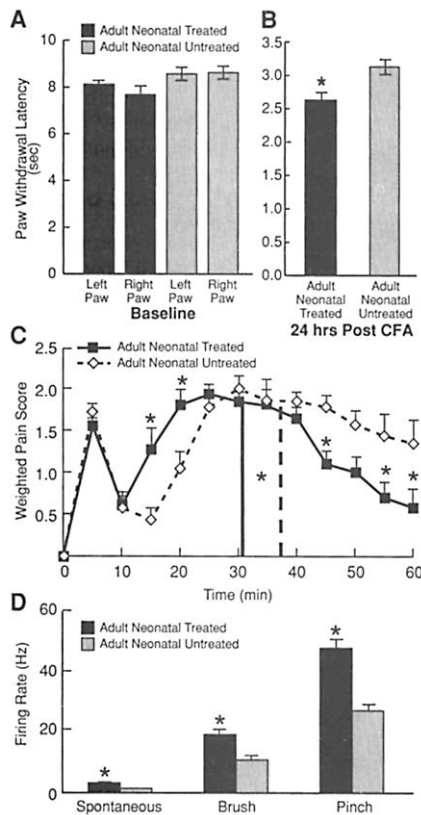 A
Adult Neonatal Treated
Adult Neonatal Untreated
Paw Withdrawal Latency
(sec)
10
8
6
4
2
0
Left
Paw
Right
Paw
Left
Paw
Right
Paw
Baseline
B
3.5
3.0
2.5
2.0
1.5
1.0
0.5
0.0
*
Adult
Neonatal
Treated
Adult
Neonatal
Untreated
24 hrs Post CFA
C
Adult Neonatal Treated
Adult Neonatal Untreated
Weighted Pain Score
2.5
2.0
1.5
1.0
0.5
* * * * * *
0 10 20 30 40 50 60
Time (min)
D
Adult Neonatal Treated
Adult Neonatal Untreated
Firing Rate (Hz)
60
40
20
0
* * *
Spontaneous Brush Pinch